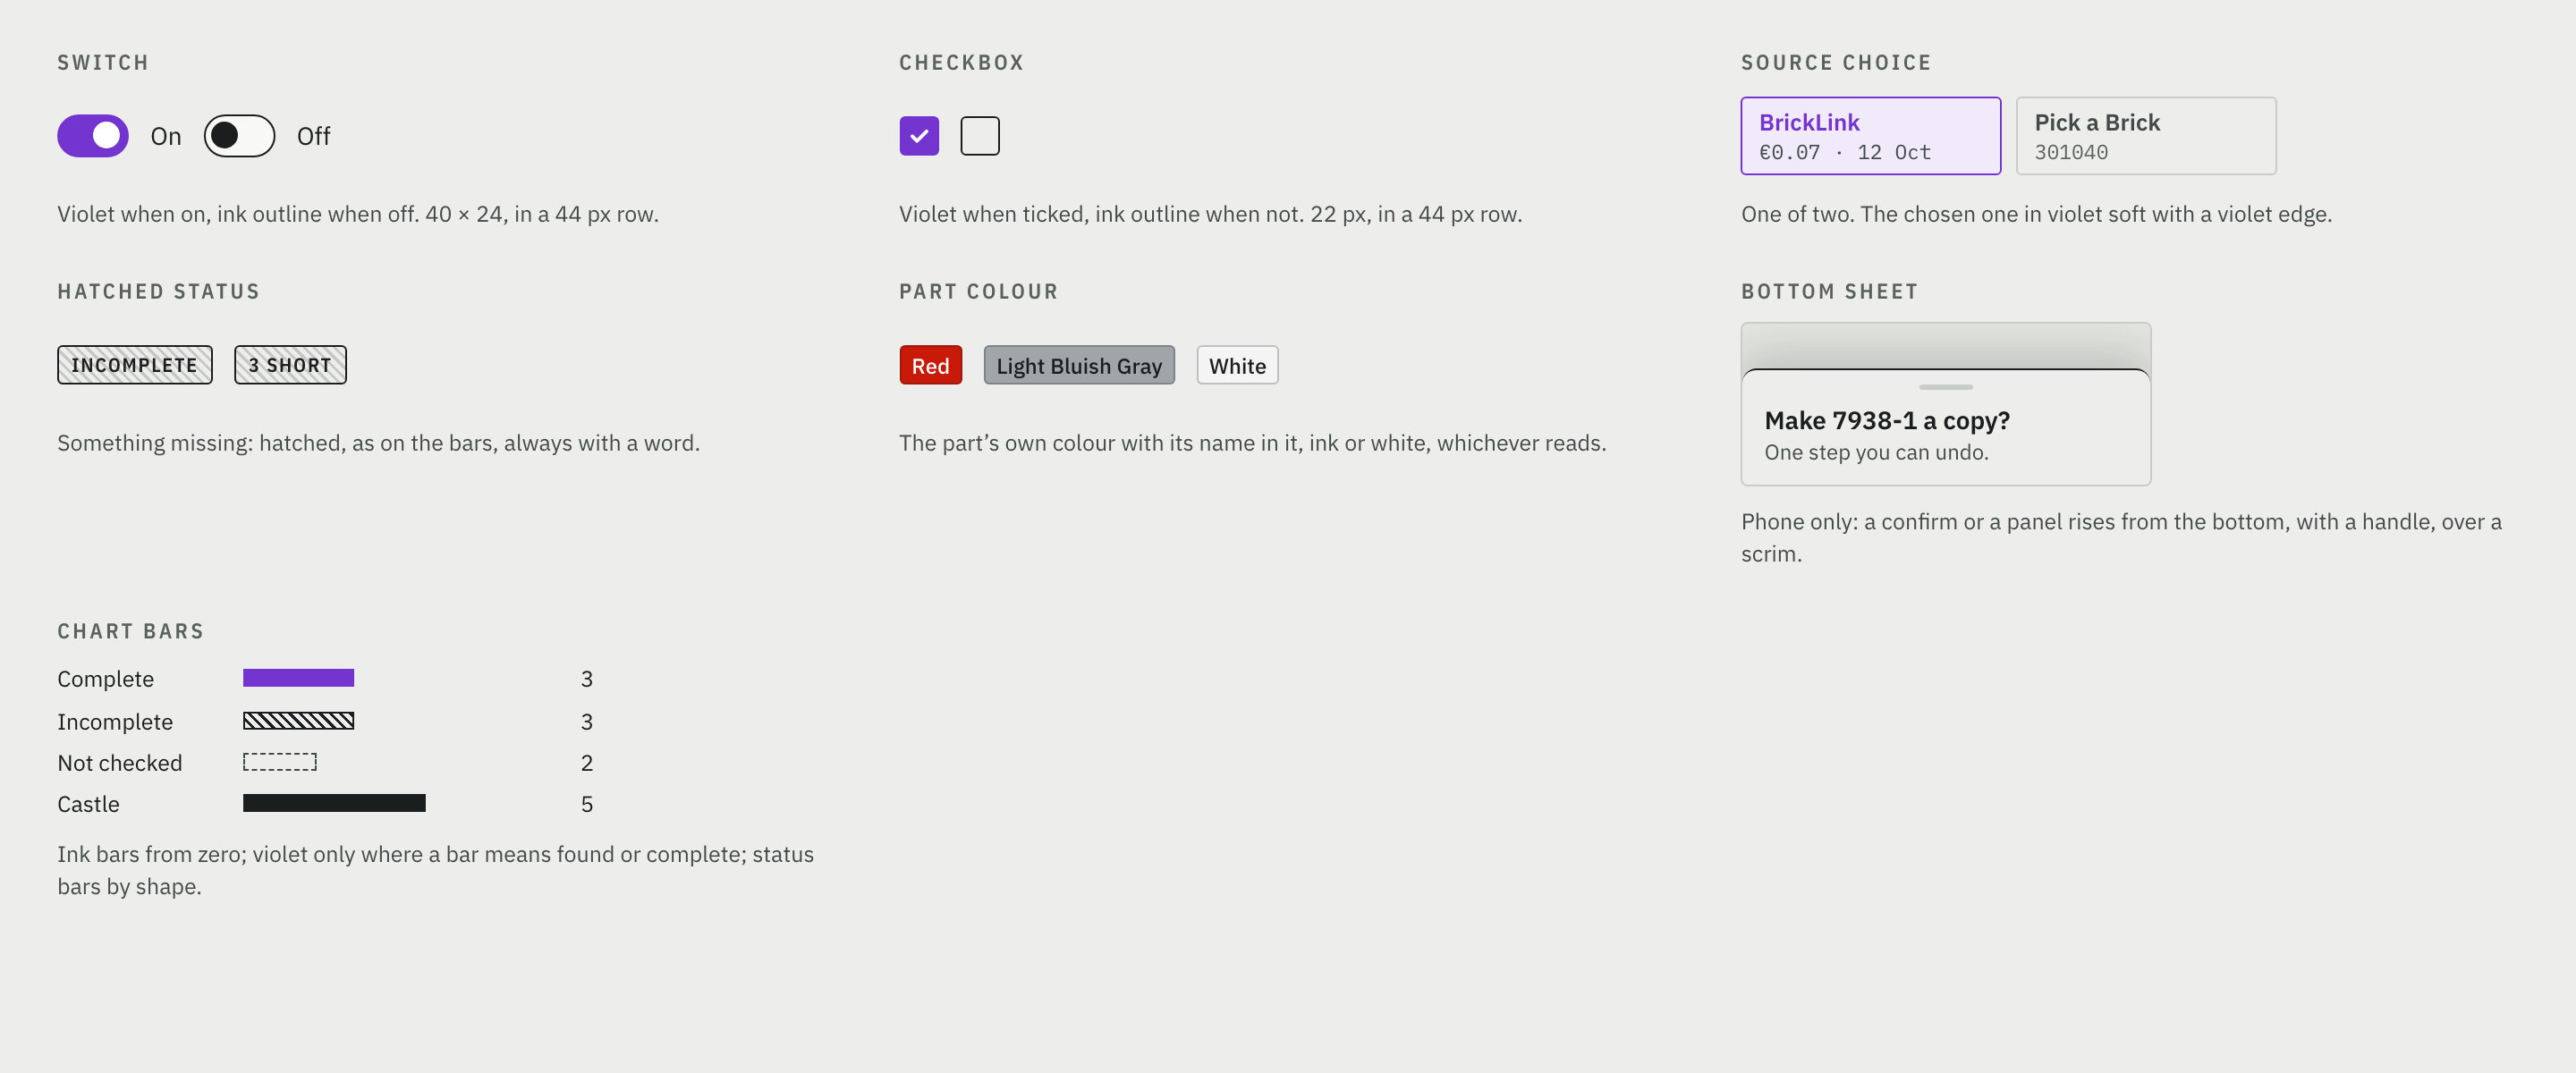 SWITCH
On
Off
Violet when on, ink outline when off. 40 × 24, in a 44 px row.
CHECKBOX
Violet when ticked, ink outline when not. 22 px, in a 44 px row.
SOURCE CHOICE
BrickLink
€0.07 · 12 Oct
Pick a Brick
301040
One of two. The chosen one in violet soft with a violet edge.
HATCHED STATUS
INCOMPLETE
3 SHORT
Something missing: hatched, as on the bars, always with a word.
PART COLOUR
Red
Light Bluish Gray
White
The part’s own colour with its name in it, ink or white, whichever reads.
BOTTOM SHEET
Make 7938-1 a copy?
One step you can undo.
Phone only: a confirm or a panel rises from the bottom, with a handle, over a
scrim.
CHART BARS
Complete 3
Incomplete 3
Not checked 2
Castle 5
Ink bars from zero; violet only where a bar means found or complete; status
bars by shape.